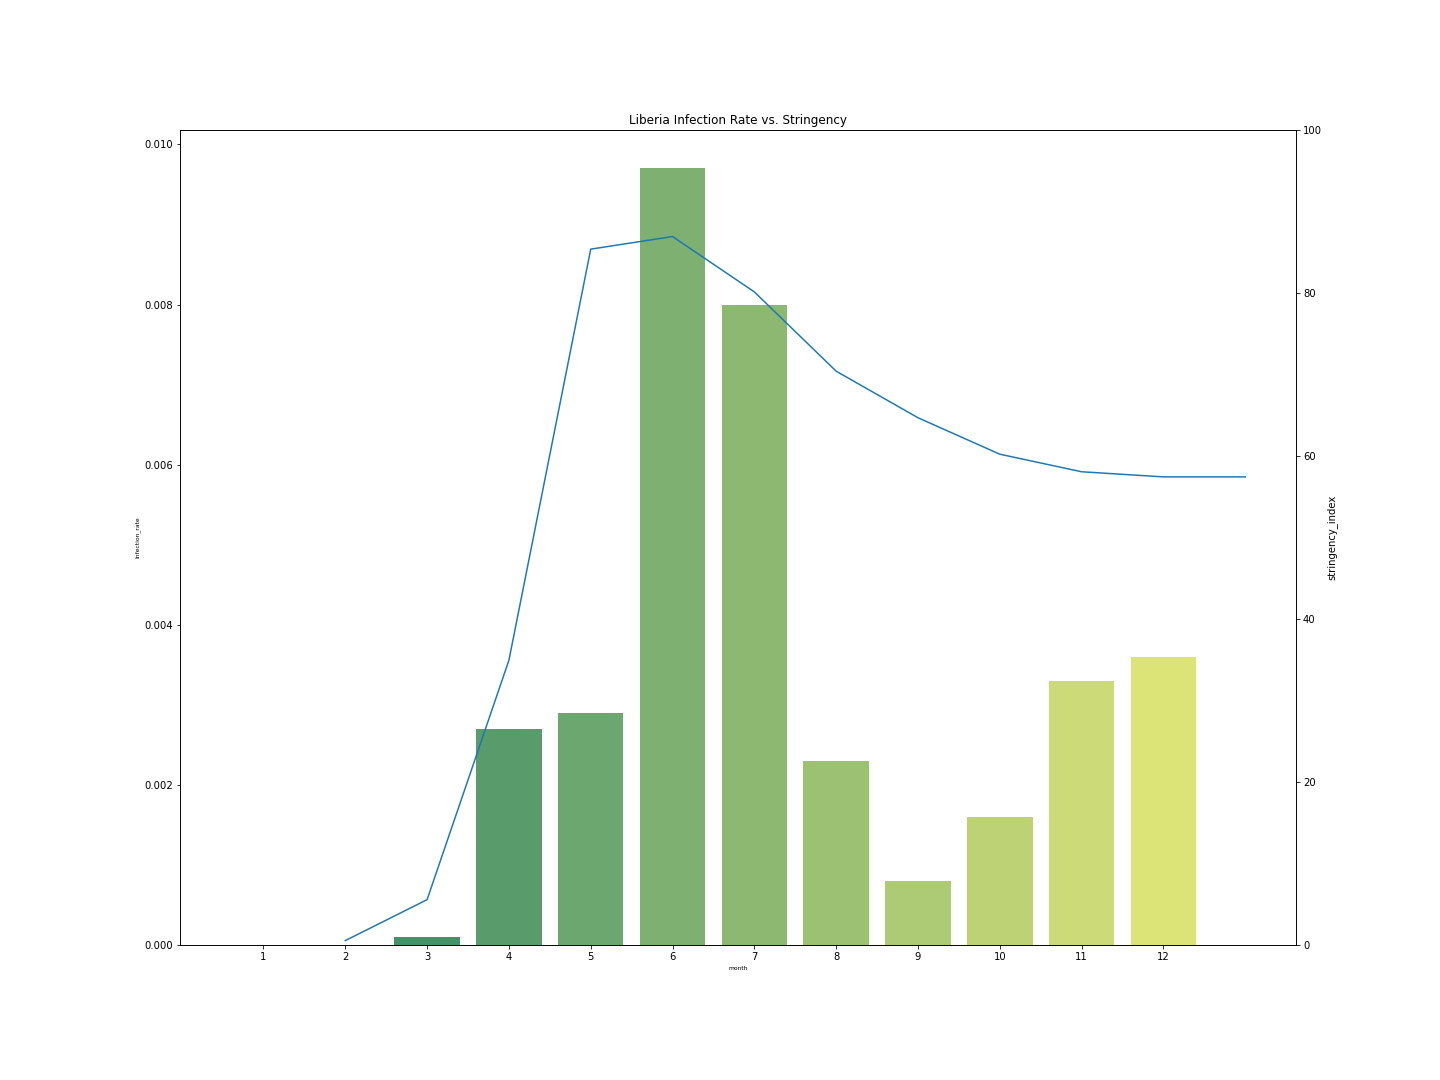 Liberia Infection Rate vs. Stringency
0.010
0.008
0.006
0.004
0.002
0.000
Infection_rate
100
80
60
40
20
0
stringency_index
1 2 3 4 5 6 7 8 9 10 11 12
month